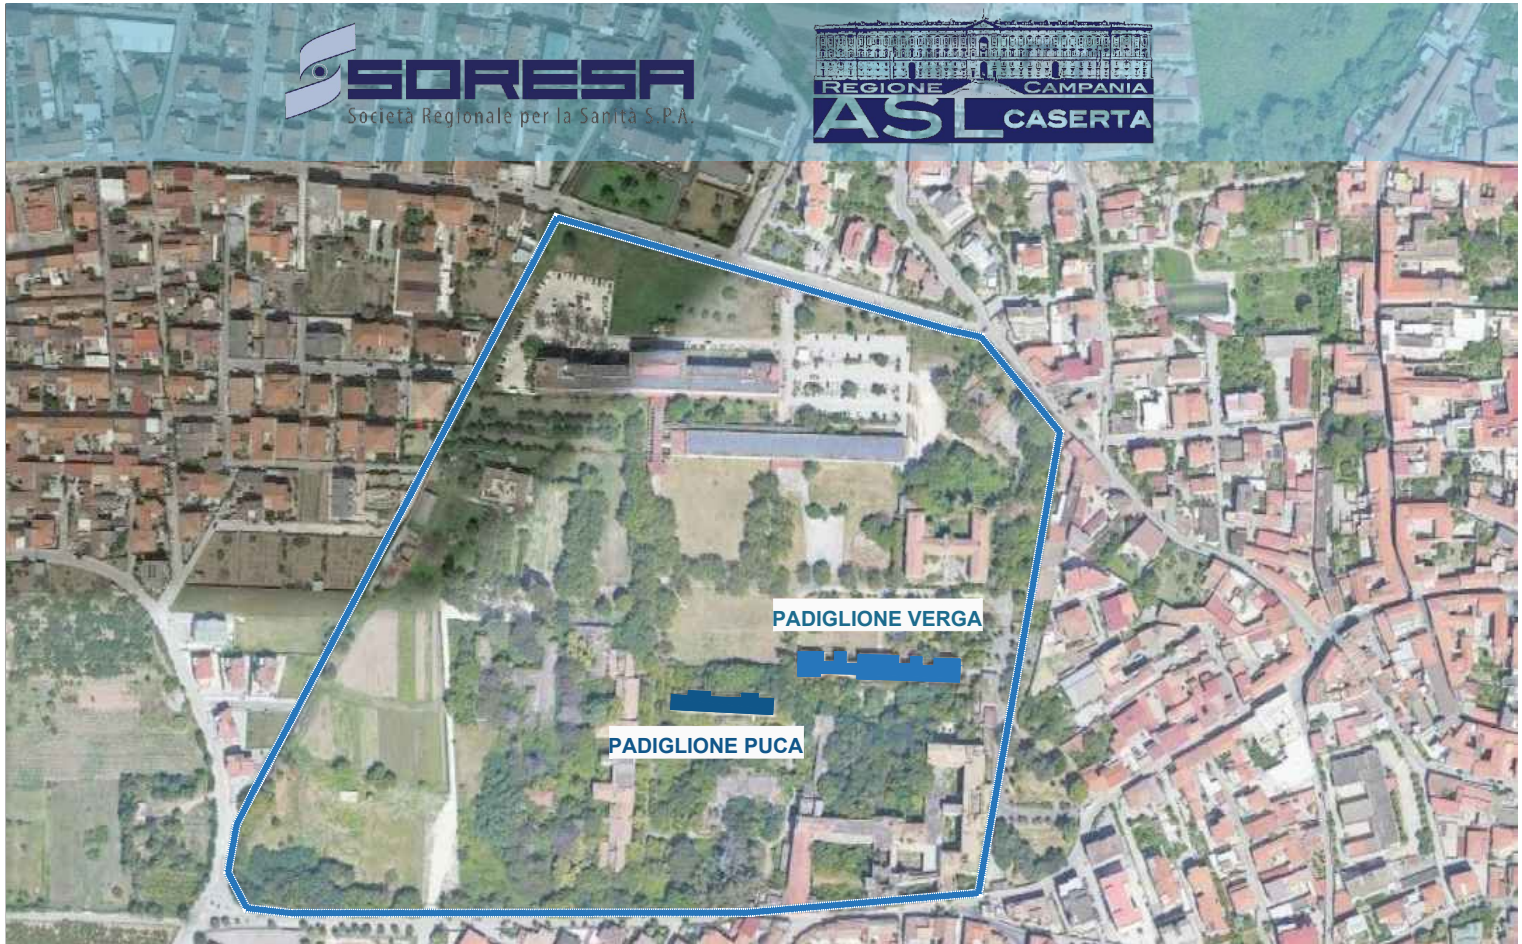 SORESA
Società Regionale per la Sanità S.P.A.
REGIONE CAMPANIA
ASL CASERTA
PADIGLIONE VERGA
PADIGLIONE PUCA